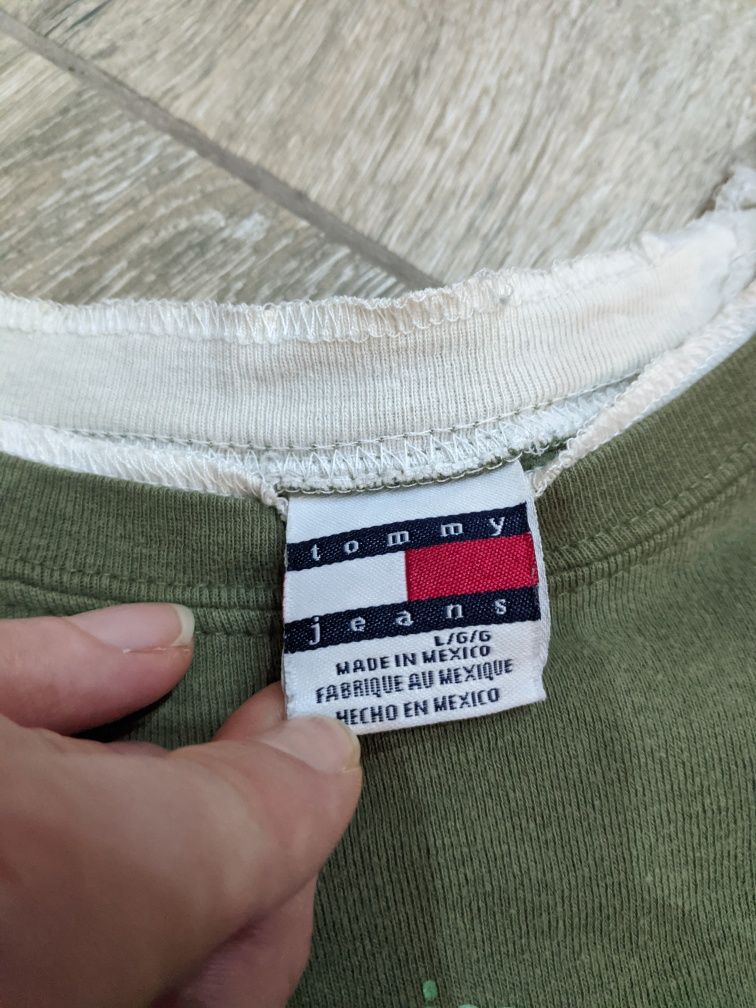 tommy
jeans
L/G/G
MADE IN MEXICO
FABRIQUE AU MEXIQUE
HECHO EN MEXICO